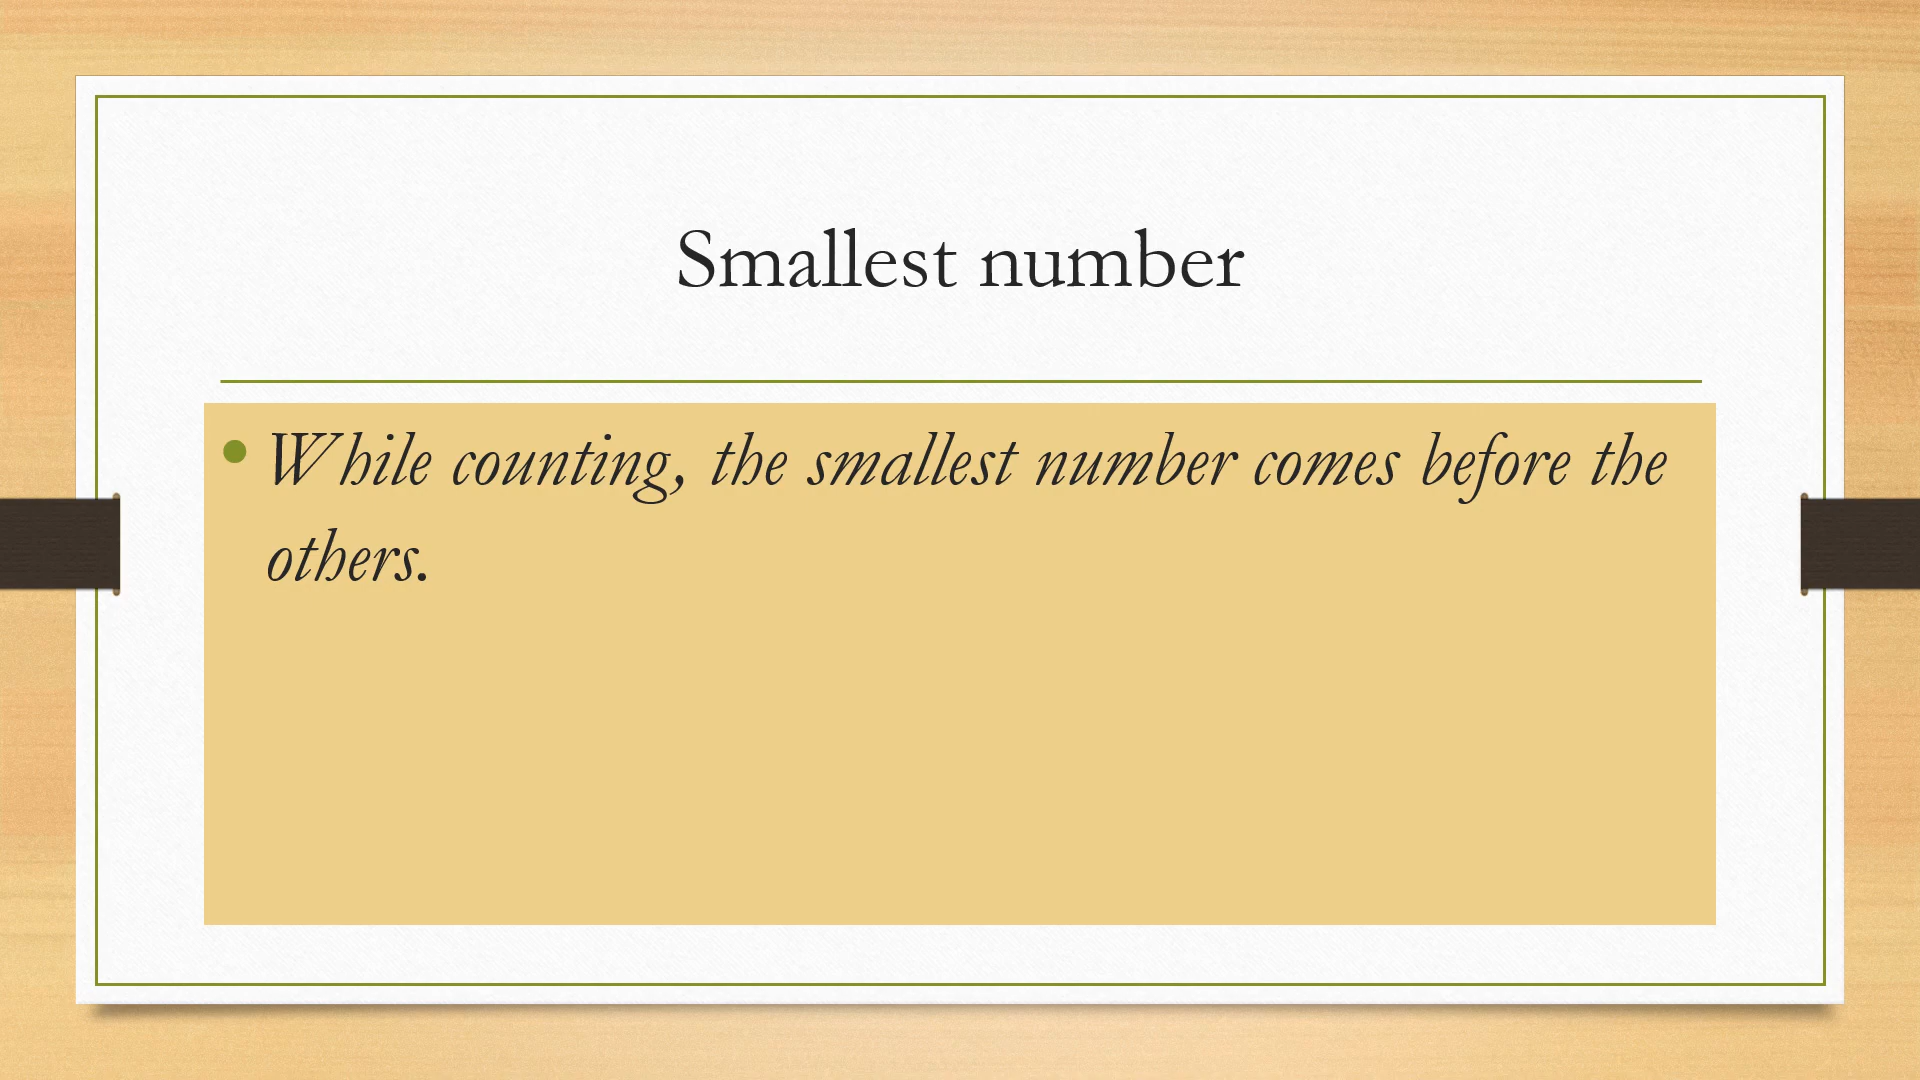 Smallest number
While counting, the smallest number comes before the
others.